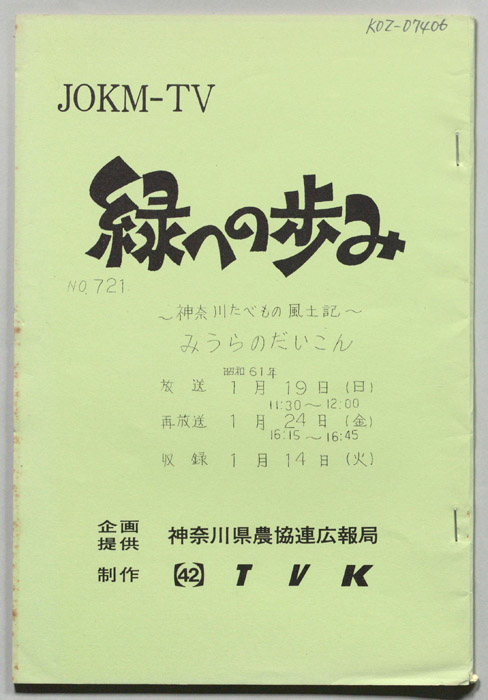 KOZ-07406
JOKM-TV
緑への歩み
NO.721
～神奈川たべもの風土記～
みうらのだいこん
昭和61年
放送 1月19日(日)
11:30～12:00
再放送 1月24日(金)
16:15～16:45
収録 1月14日(火)
企画
提供 神奈川県農協連広報局
制作 【42】 TVK